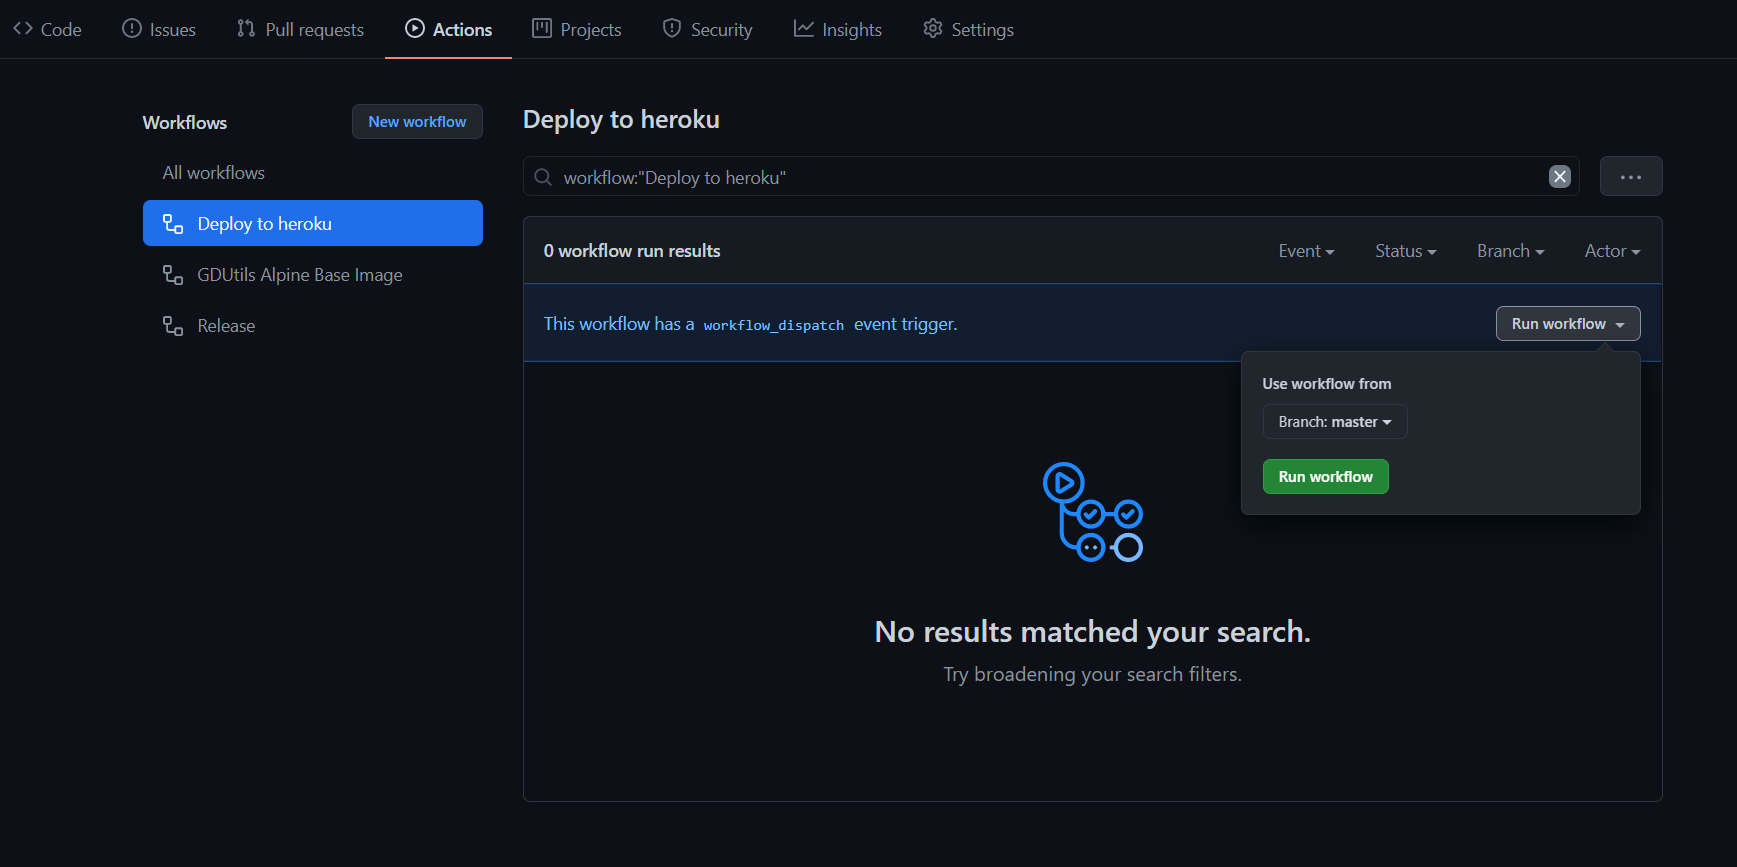 Code Issues Pull requests Actions Projects Security Insights Settings
Workflows
New workflow
All workflows
Deploy to heroku
GDUtils Alpine Base Image
Release
Deploy to heroku
workflow:"Deploy to heroku"
0 workflow run results
Event Status Branch Actor
This workflow has a workflow_dispatch event trigger.
Run workflow
Use workflow from
Branch: master
Run workflow
No results matched your search.
Try broadening your search filters.